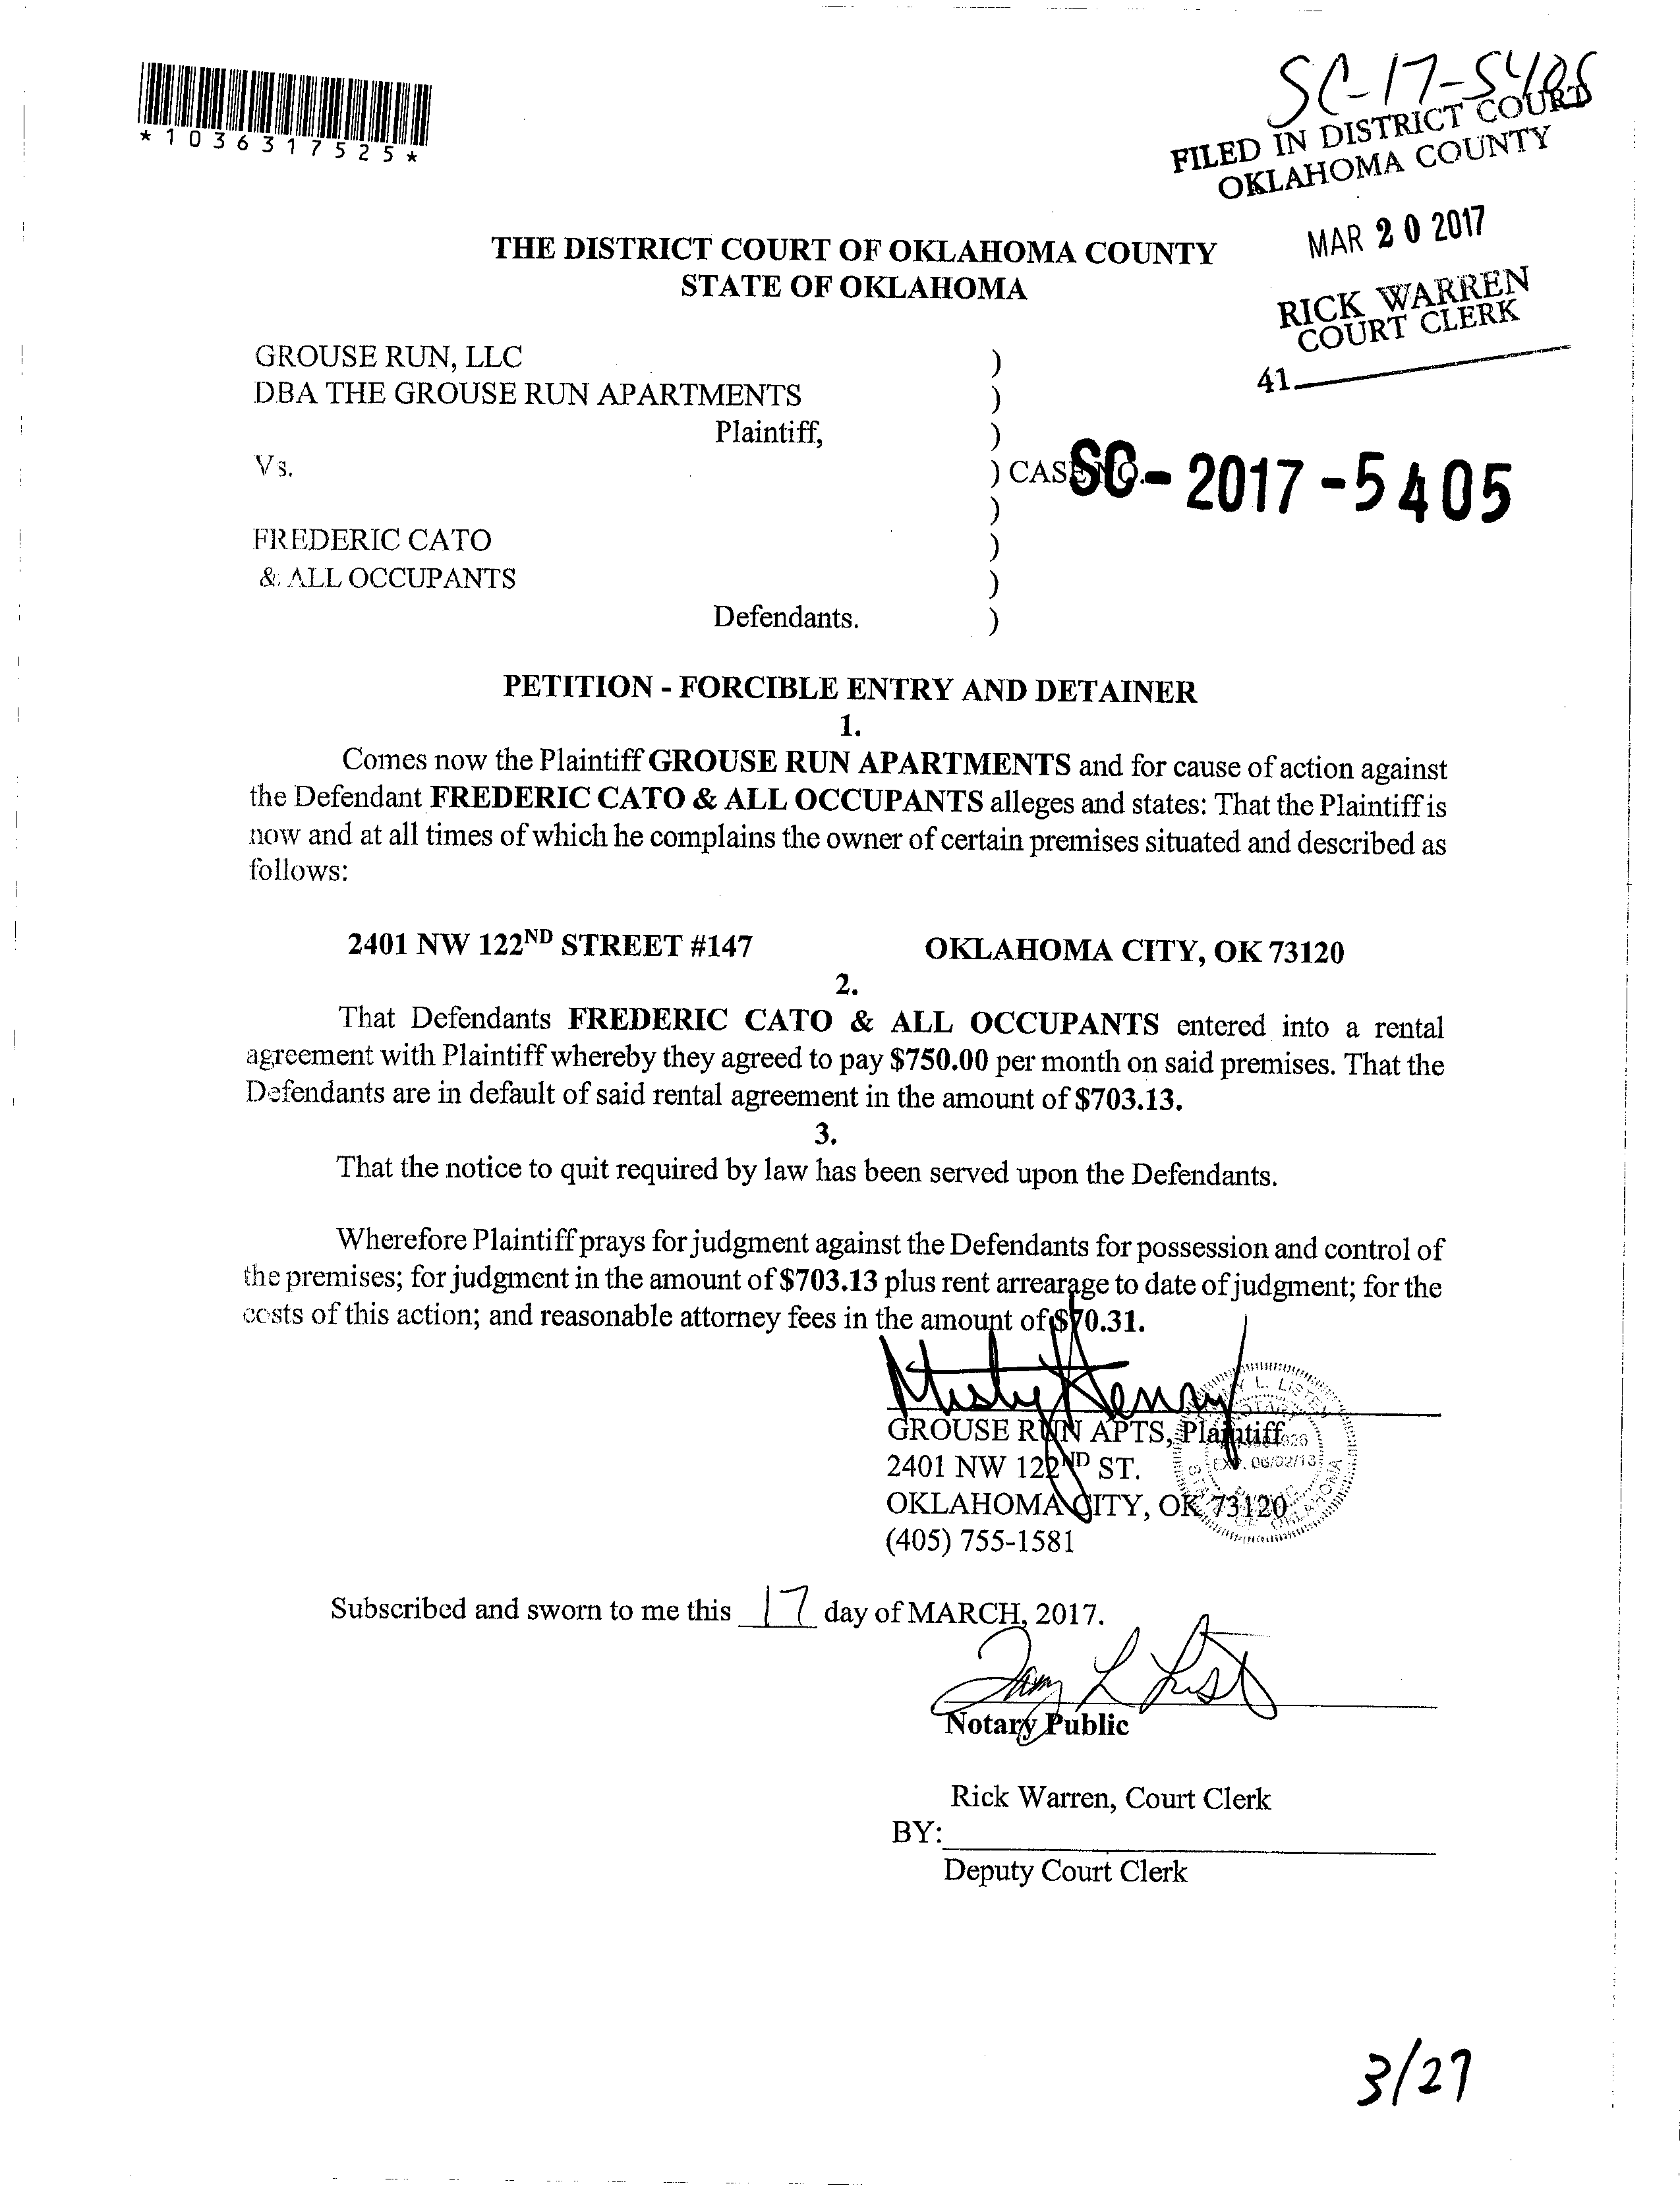 SC-17-5405
*1036317525*
FILED IN DISTRICT COURT
OKLAHOMA COUNTY
MAR 20 2017
RICK WARREN
COURT CLERK
41
THE DISTRICT COURT OF OKLAHOMA COUNTY
STATE OF OKLAHOMA
GROUSE RUN, LLC )
DBA THE GROUSE RUN APARTMENTS )
Plaintiff, )
Vs. ) CASE NO. SC-2017-5405
)
FREDERIC CATO )
& ALL OCCUPANTS )
Defendants. )
PETITION - FORCIBLE ENTRY AND DETAINER
1.
Comes now the Plaintiff GROUSE RUN APARTMENTS and for cause of action against
the Defendant FREDERIC CATO & ALL OCCUPANTS alleges and states: That the Plaintiff is
now and at all times of which he complains the owner of certain premises situated and described as
follows:
2401 NW 122ND STREET #147 OKLAHOMA CITY, OK 73120
2.
That Defendants FREDERIC CATO & ALL OCCUPANTS entered into a rental
agreement with Plaintiff whereby they agreed to pay $750.00 per month on said premises. That the
Defendants are in default of said rental agreement in the amount of $703.13.
3.
That the notice to quit required by law has been served upon the Defendants.
Wherefore Plaintiff prays for judgment against the Defendants for possession and control of
the premises; for judgment in the amount of $703.13 plus rent arrearage to date of judgment; for the
costs of this action; and reasonable attorney fees in the amount of $70.31.
Misty Henry
GROUSE RUN APTS, Plaintiff
2401 NW 122ND ST.
OKLAHOMA CITY, OK 73120
(405) 755-1581
EXP. 06/02/18
STATE OF OKLAHOMA
Subscribed and sworn to me this 17 day of MARCH, 2017.
Notary Public
Rick Warren, Court Clerk
BY:
Deputy Court Clerk
3/27